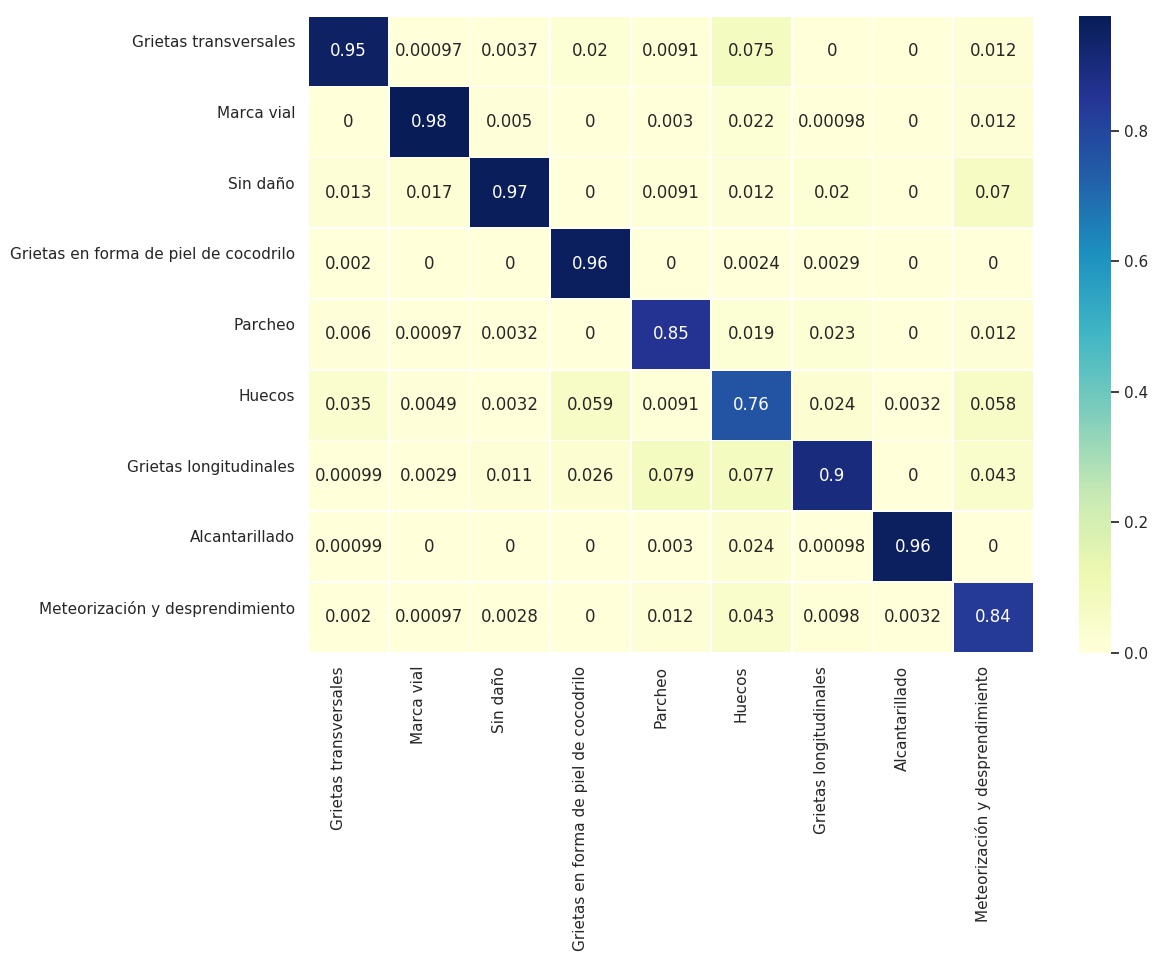 Grietas transversales 0.95 0.00097 0.0037 0.02 0.0091 0.075 0 0 0.012
Marca vial 0 0.98 0.005 0 0.003 0.022 0.00098 0 0.012
Sin daño 0.013 0.017 0.97 0 0.0091 0.012 0.02 0 0.07
Grietas en forma de piel de cocodrilo 0.002 0 0 0.96 0 0.0024 0.0029 0 0
Parcheo 0.006 0.00097 0.0032 0 0.85 0.019 0.023 0 0.012
Huecos 0.035 0.0049 0.0032 0.059 0.0091 0.76 0.024 0.0032 0.058
Grietas longitudinales 0.00099 0.0029 0.011 0.026 0.079 0.077 0.9 0 0.043
Alcantarillado 0.00099 0 0 0 0.003 0.024 0.00098 0.96 0
Meteorización y desprendimiento 0.002 0.00097 0.0028 0 0.012 0.043 0.0098 0.0032 0.84
Grietas transversales
Marca vial
Sin daño
Grietas en forma de piel de cocodrilo
Parcheo
Huecos
Grietas longitudinales
Alcantarillado
Meteorización y desprendimiento
0.8
0.6
0.4
0.2
0.0